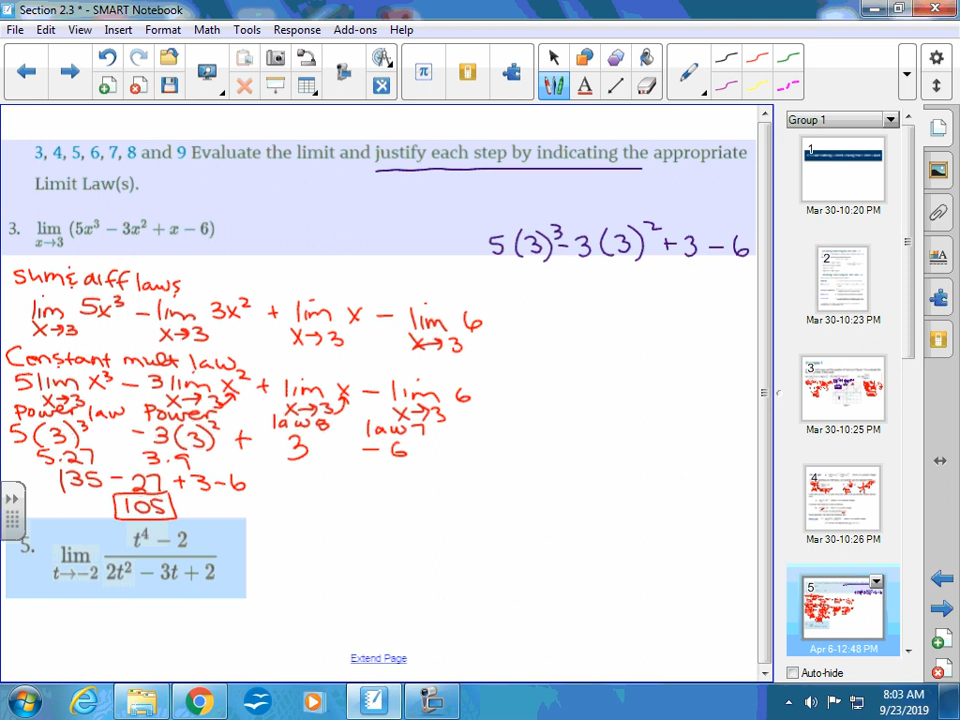 Section 2.3 * - SMART Notebook
File Edit View Insert Format Math Tools Response Add-ons Help
3, 4, 5, 6, 7, 8 and 9 Evaluate the limit and justify each step by indicating the appropriate
Limit Law(s).
3. lim x→3 (5x³ − 3x² + x − 6)
5(3)³ − 3(3)² + 3 − 6
Sum & diff laws
lim x→3 5x³ − lim x→3 3x² + lim x→3 x − lim x→3 6
Constant mult law
5 lim x→3 x³ − 3 lim x→3 x² + lim x→3 x − lim x→3 6
Power law Power law 8 law 7
5(3)³ − 3(3)² + 3 − 6
5·27 3·9
135 − 27 + 3 − 6
105
5. lim t→−2 (t⁴ − 2)/(2t² − 3t + 2)
Extend Page
Group 1
1
Mar 30-10:20 PM
2
Mar 30-10:23 PM
3
Mar 30-10:25 PM
4
Mar 30-10:26 PM
5
Apr 6-12:48 PM
Auto-hide
8:03 AM
9/23/2019